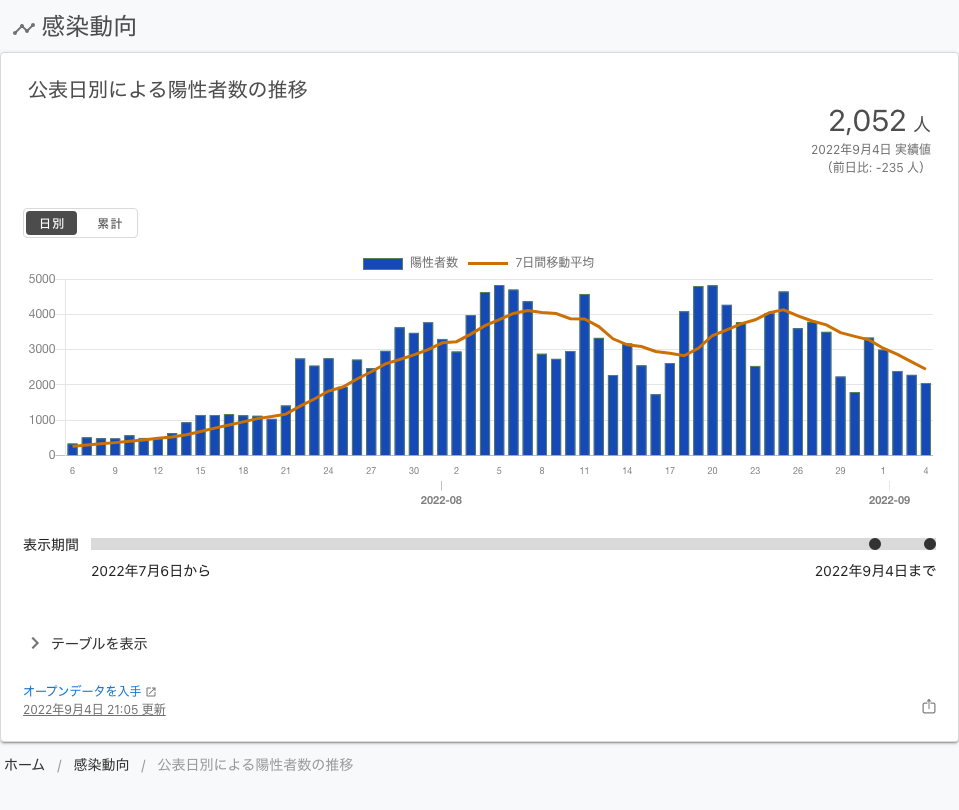 感染動向
公表日別による陽性者数の推移
2,052 人
2022年9月4日 実績値
（前日比: -235 人）
日別 累計
陽性者数 7日間移動平均
5000
4000
3000
2000
1000
0
6 9 12 15 18 21 24 27 30 2 5 8 11 14 17 20 23 26 29 1 4
2022-08 2022-09
表示期間
2022年7月6日から 2022年9月4日まで
テーブルを表示
オープンデータを入手
2022年9月4日 21:05 更新
ホーム / 感染動向 / 公表日別による陽性者数の推移